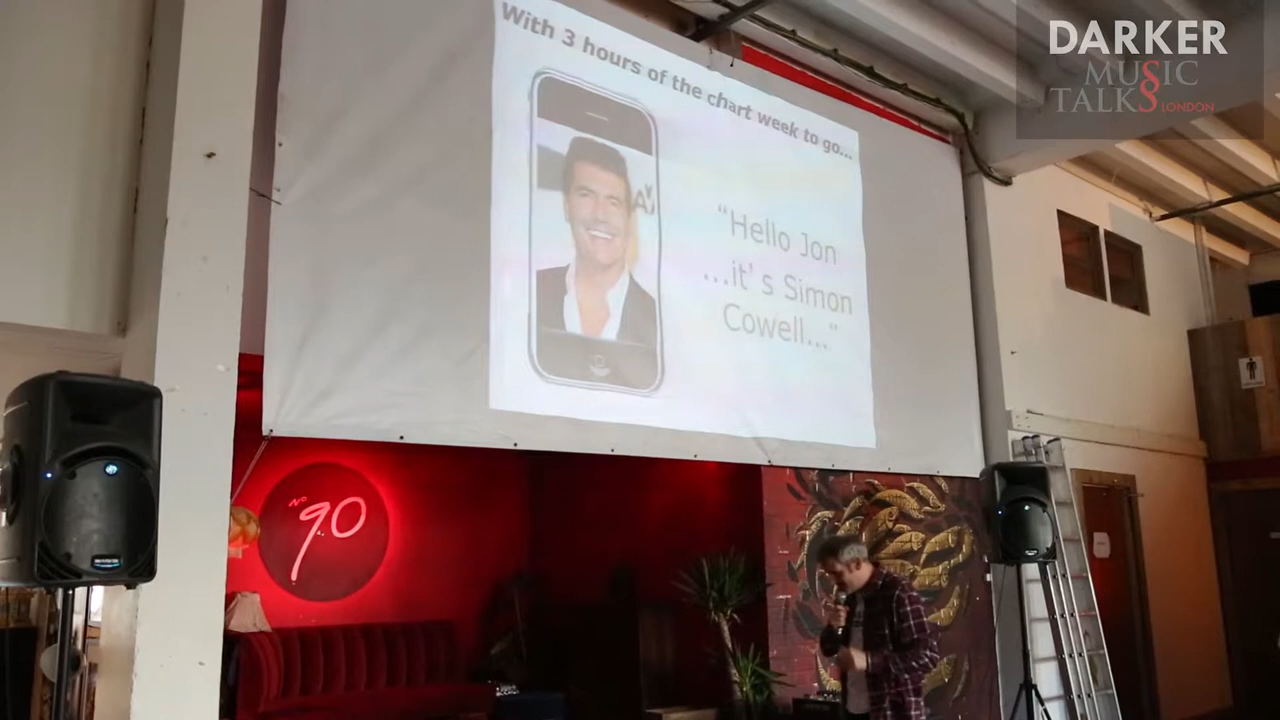 With 3 hours of the chart week to go...
"Hello Jon
...it's Simon
Cowell..."
DARKER
MUSIC
TALKS LONDON
No 90